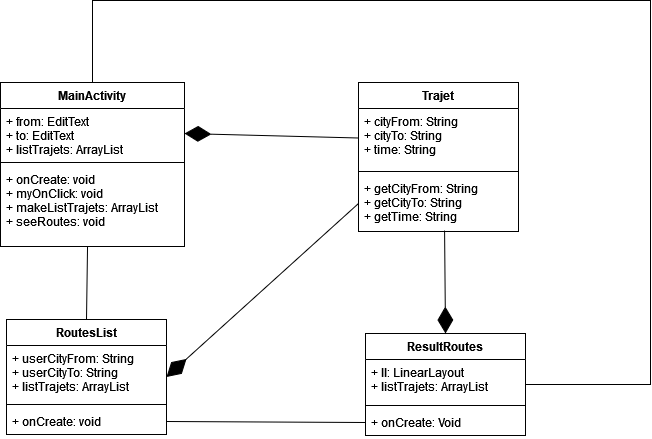 MainActivity
+ from: EditText
+ to: EditText
+ listTrajets: ArrayList
+ onCreate: void
+ myOnClick: void
+ makeListTrajets: ArrayList
+ seeRoutes: void
Trajet
+ cityFrom: String
+ cityTo: String
+ time: String
+ getCityFrom: String
+ getCityTo: String
+ getTime: String
RoutesList
+ userCityFrom: String
+ userCityTo: String
+ listTrajets: ArrayList
+ onCreate: void
ResultRoutes
+ ll: LinearLayout
+ listTrajets: ArrayList
+ onCreate: Void